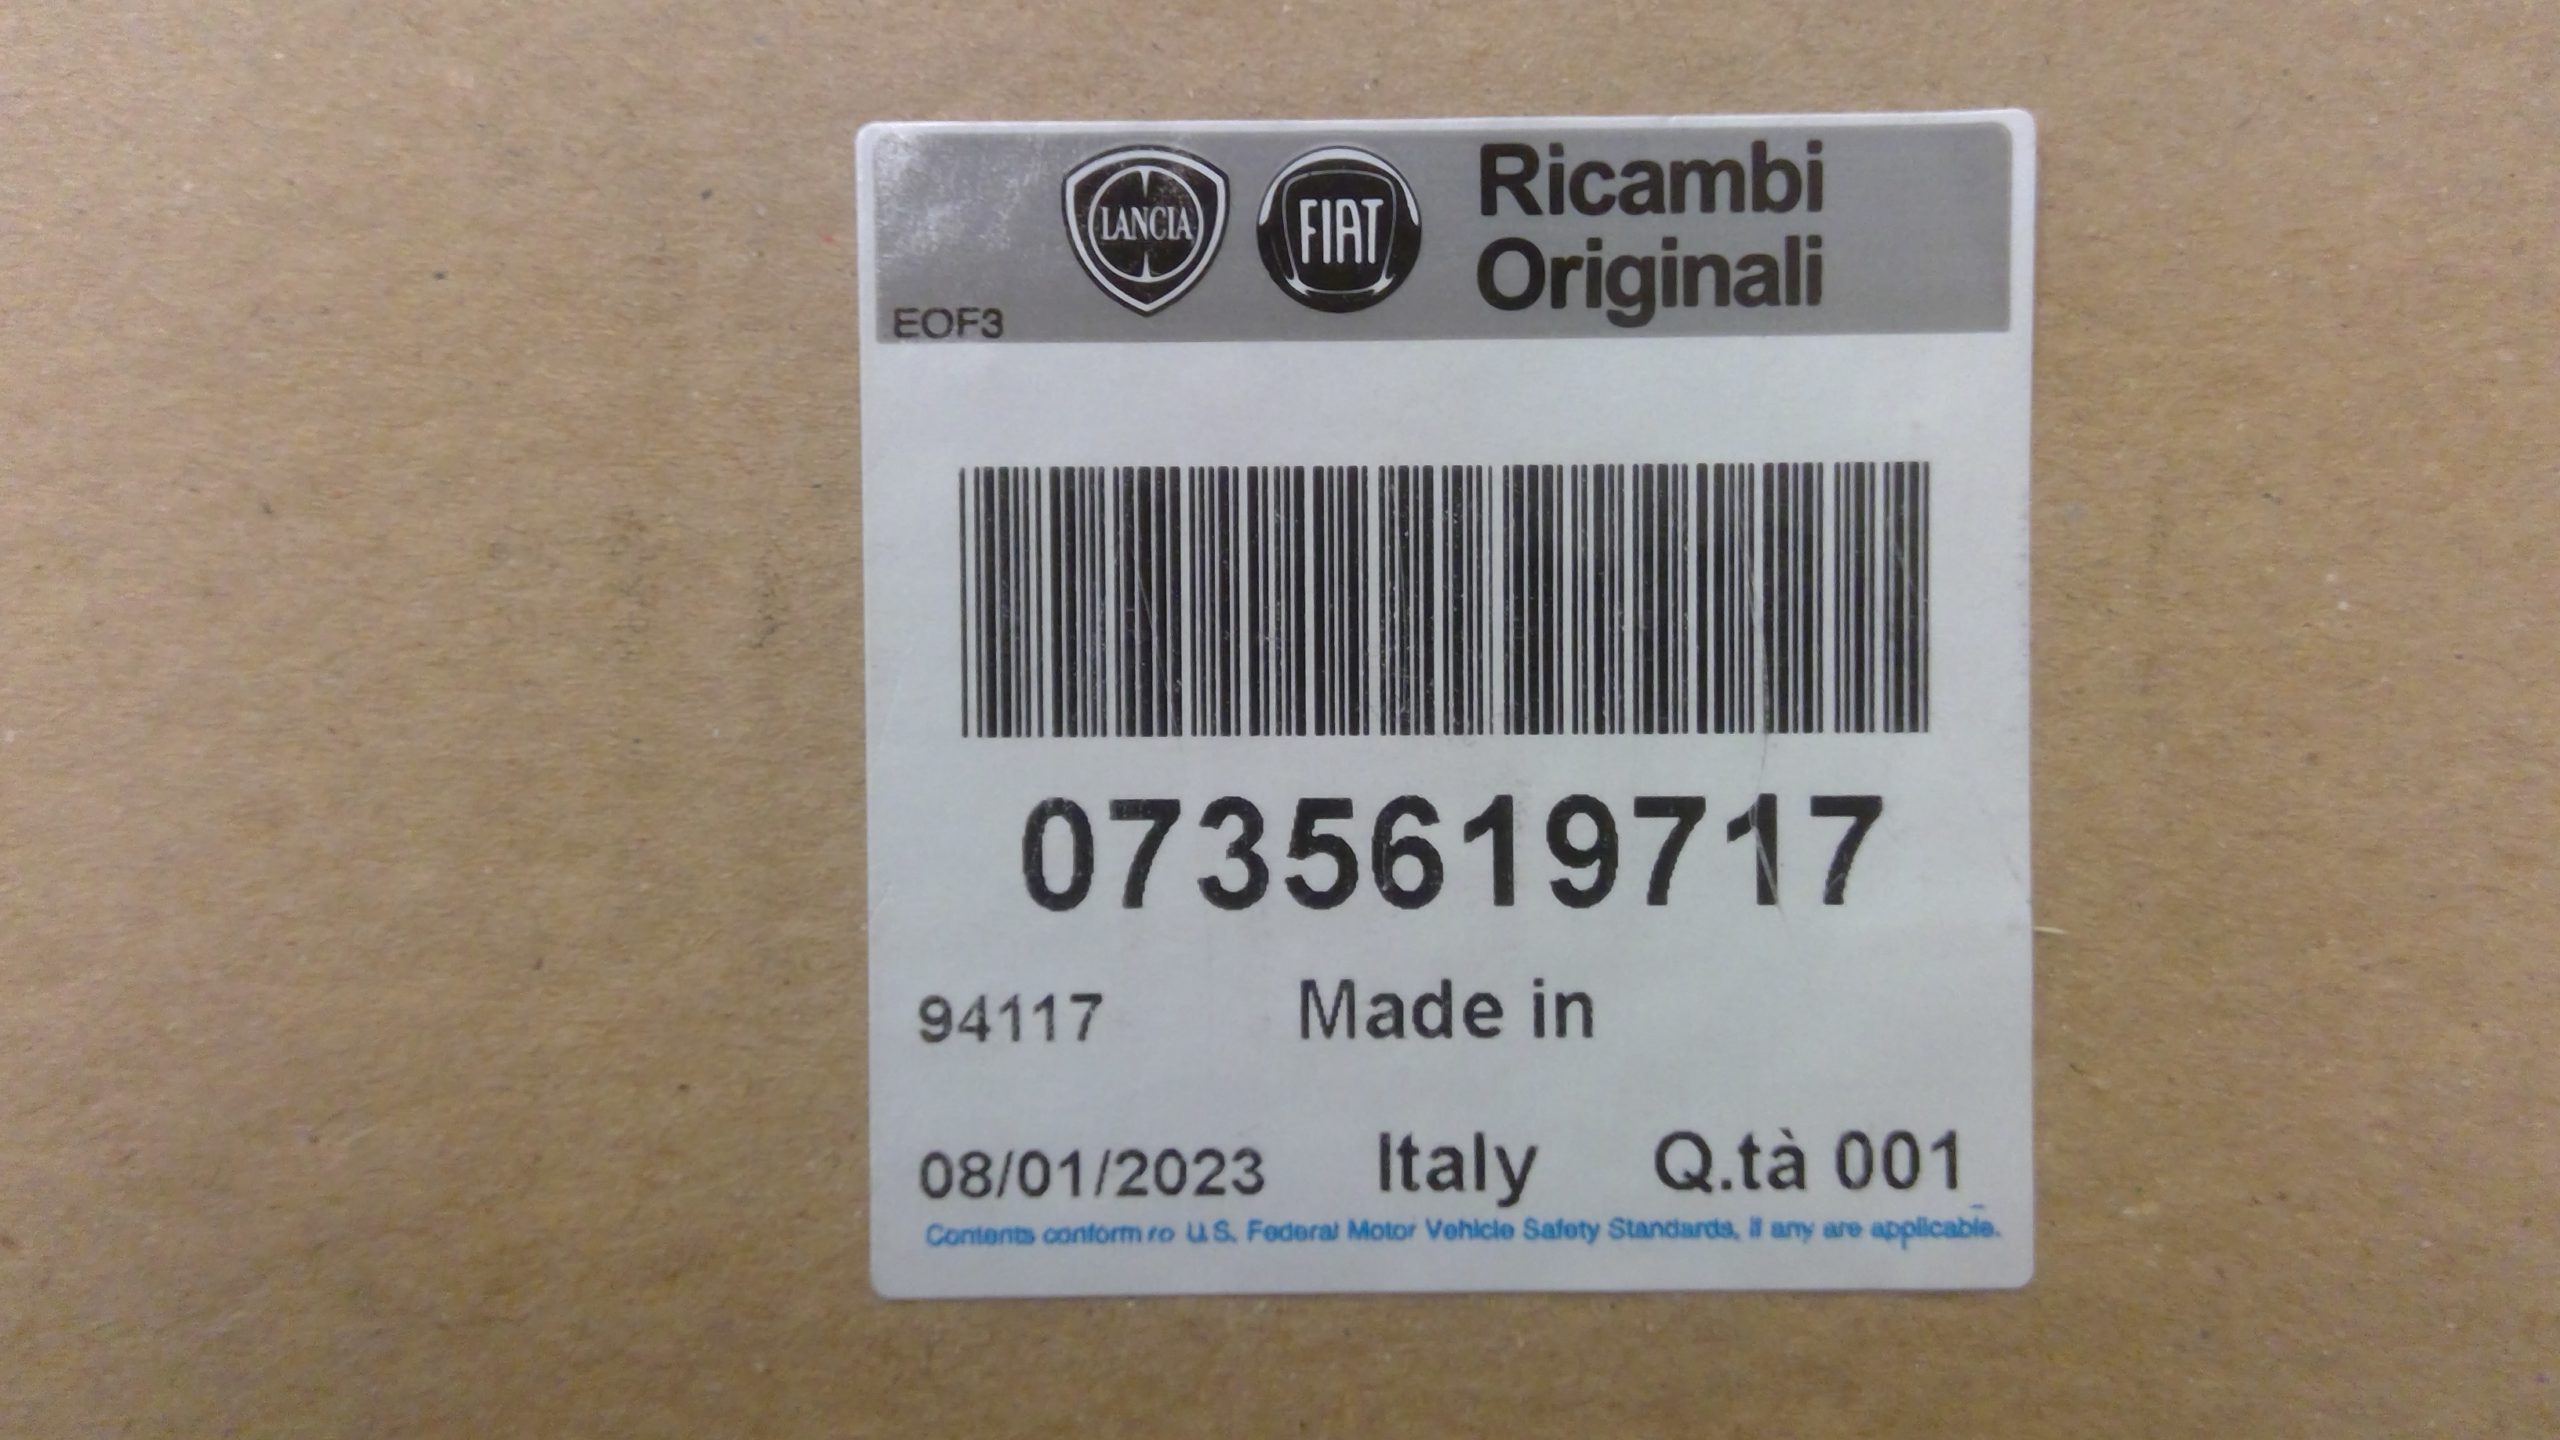 LANCIA
FIAT
Ricambi
Originali
EOF3
0735619717
94117 Made in
08/01/2023 Italy Q.tà 001
Contents conform ro U.S. Federal Motor Vehicle Safety Standards, if any are applicable.